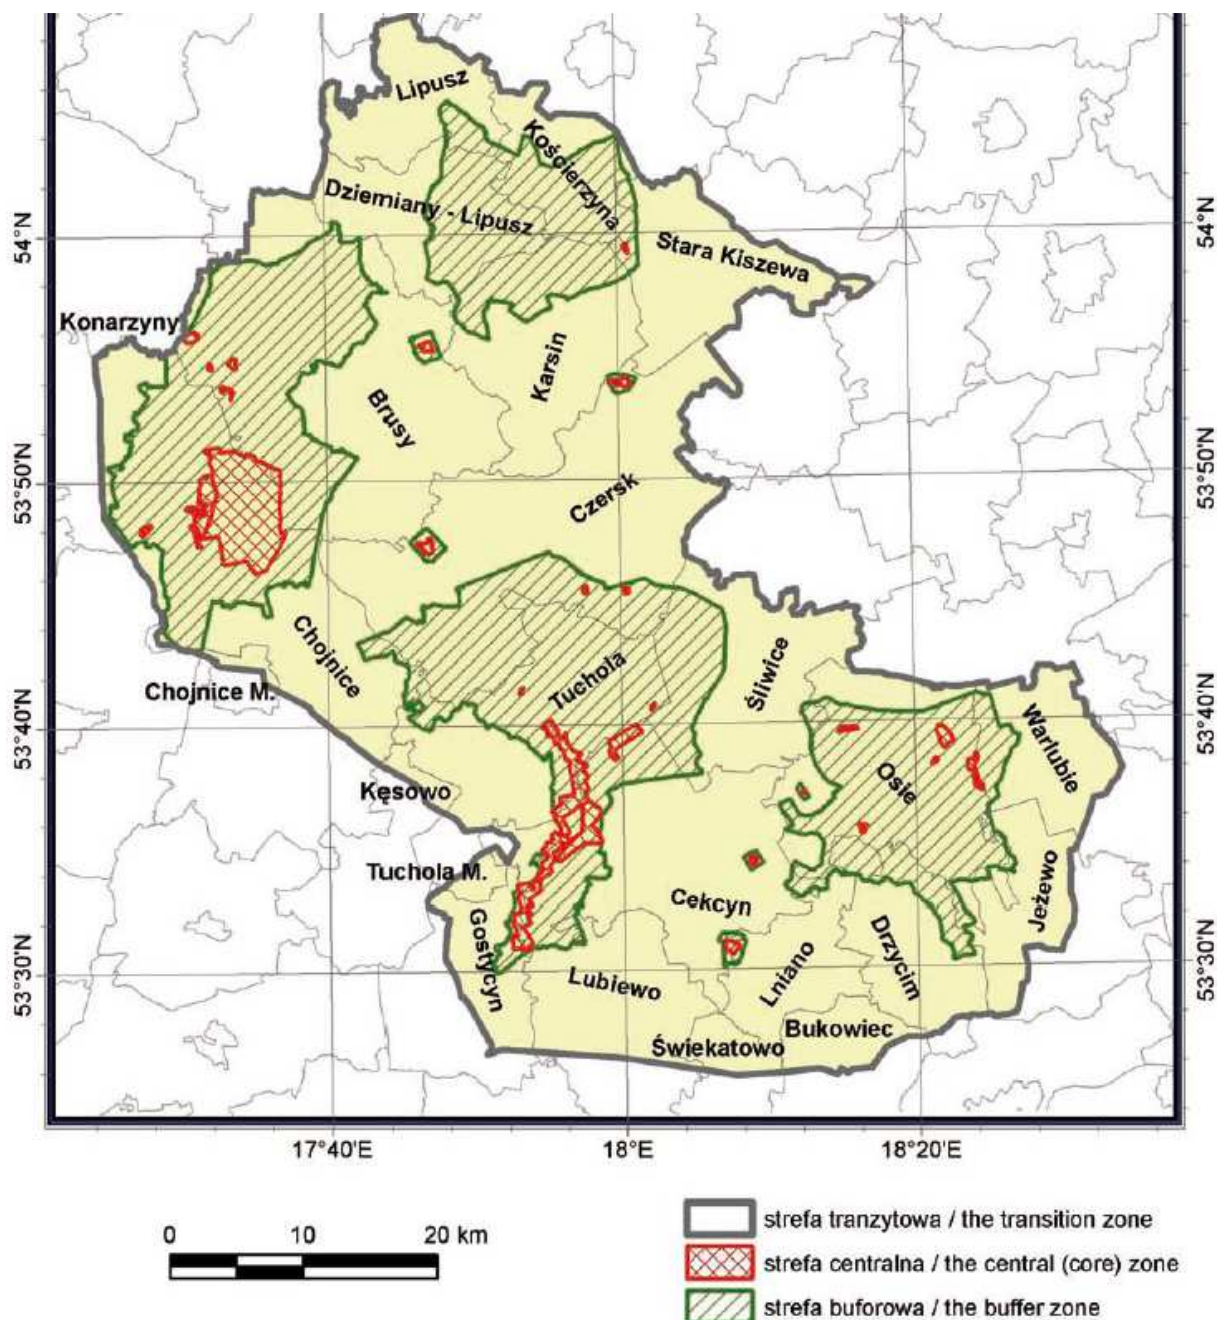 Lipusz
Kościerzyna
Dziemiany - Lipusz
54°N
54°N
Stara Kiszewa
Konarzyny
Karsin
Brusy
53°50'N
53°50'N
Czersk
Chojnice
Tuchola
Śliwice
Chojnice M.
53°40'N
53°40'N
Warlubie
Osie
Kęsowo
Tuchola M.
Jeżewo
Cekcyn
Gostycyn
Drzycim
53°30'N
53°30'N
Lniano
Lubiewo
Bukowiec
Świekatowo
17°40'E
18°E
18°20'E
0 10 20 km
strefa tranzytowa / the transition zone
strefa centralna / the central (core) zone
strefa buforowa / the buffer zone